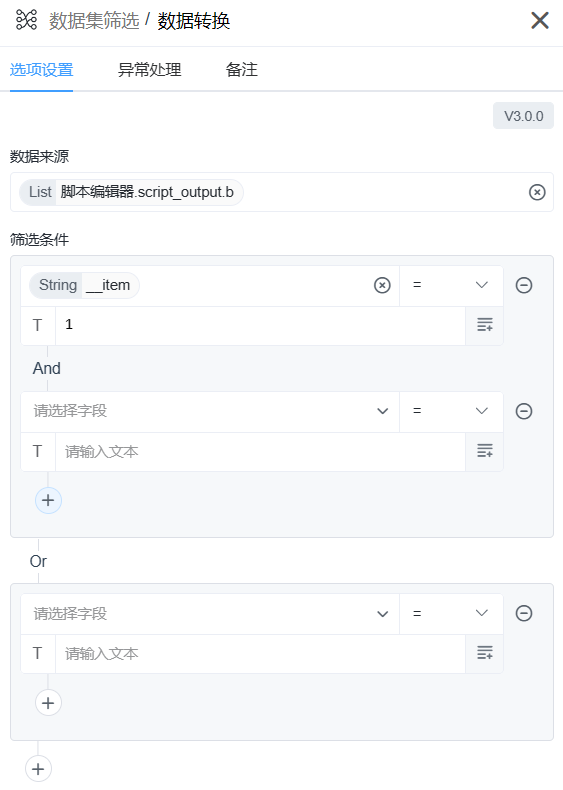 数据集筛选 / 数据转换
选项设置 异常处理 备注
V3.0.0
数据来源
List 脚本编辑器.script_output.b
筛选条件
String __item =
T 1
And
请选择字段 =
T 请输入文本
Or
请选择字段 =
T 请输入文本